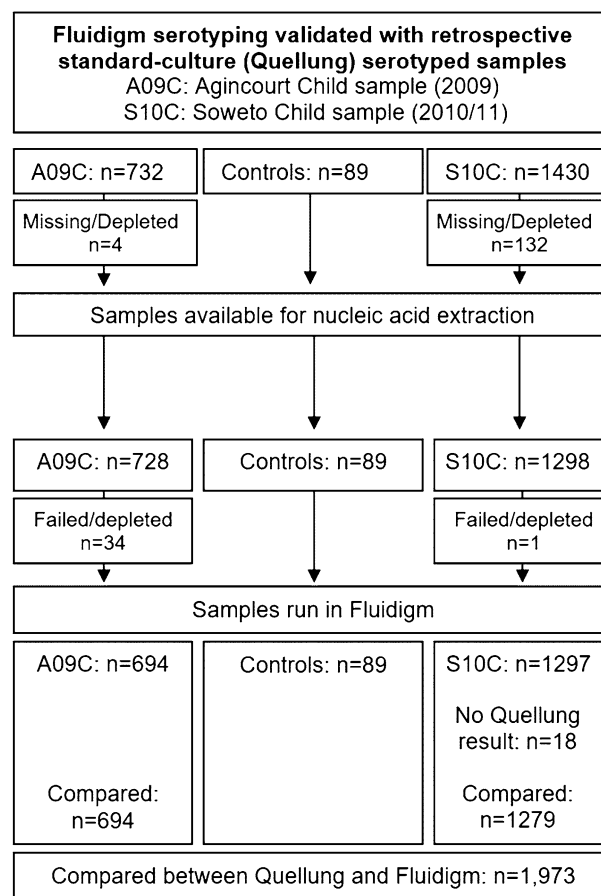 Fluidigm serotyping validated with retrospective
standard-culture (Quellung) serotyped samples
A09C: Agincourt Child sample (2009)
S10C: Soweto Child sample (2010/11)
A09C: n=732
Controls: n=89
S10C: n=1430
Missing/Depleted
n=4
Missing/Depleted
n=132
Samples available for nucleic acid extraction
A09C: n=728
Controls: n=89
S10C: n=1298
Failed/depleted
n=34
Failed/depleted
n=1
Samples run in Fluidigm
A09C: n=694
Controls: n=89
S10C: n=1297
No Quellung
result: n=18
Compared:
n=694
Compared:
n=1279
Compared between Quellung and Fluidigm: n=1,973